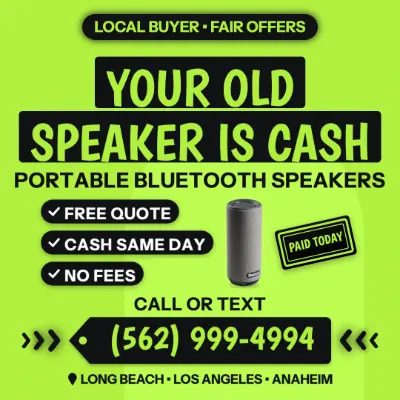 LOCAL BUYER • FAIR OFFERS
YOUR OLD
SPEAKER IS CASH
PORTABLE BLUETOOTH SPEAKERS
FREE QUOTE
CASH SAME DAY
NO FEES
PAID TODAY
CALL OR TEXT
(562) 999-4994
LONG BEACH • LOS ANGELES • ANAHEIM